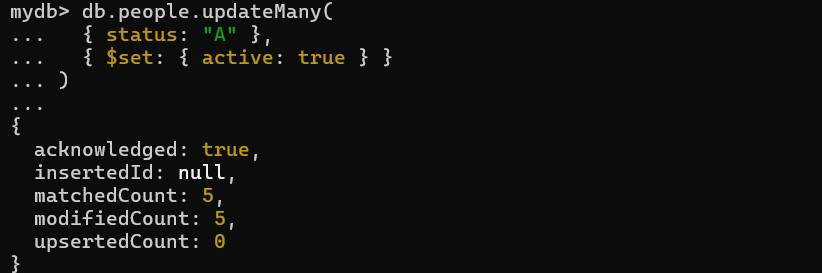 mydb> db.people.updateMany(
...   { status: "A" },
...   { $set: { active: true } }
... )
...
{
  acknowledged: true,
  insertedId: null,
  matchedCount: 5,
  modifiedCount: 5,
  upsertedCount: 0
}